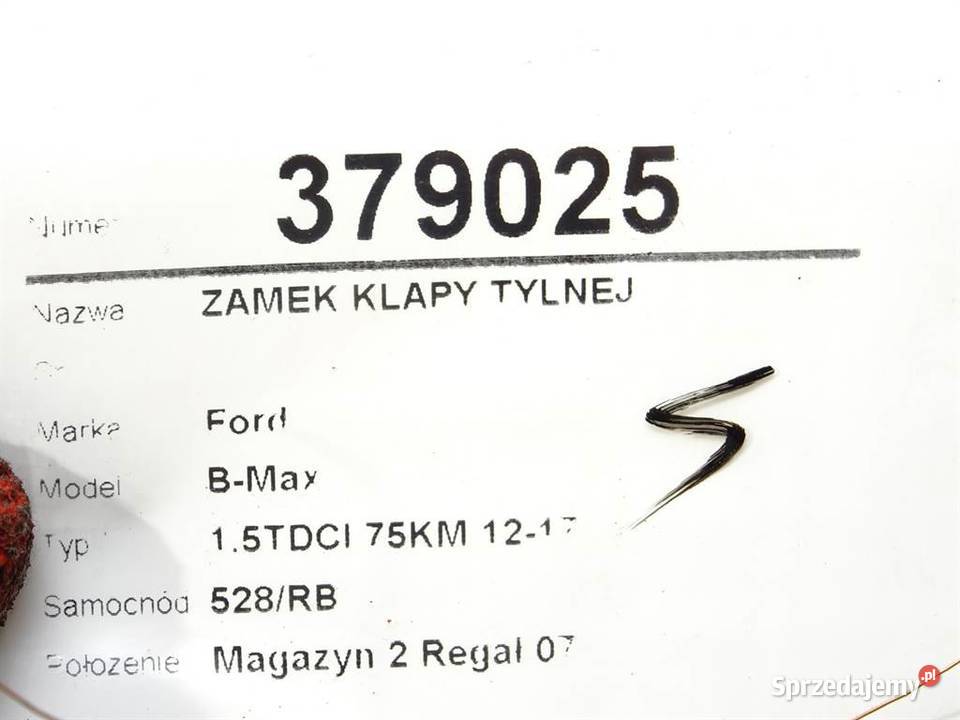 Numer 379025
Nazwa ZAMEK KLAPY TYLNEJ
Marka Ford
Model B-Max
Typ 1.5TDCI 75KM 12-17
Samochód 528/RB
Położenie Magazyn 2 Regał 07
S
Sprzedajemy.pl